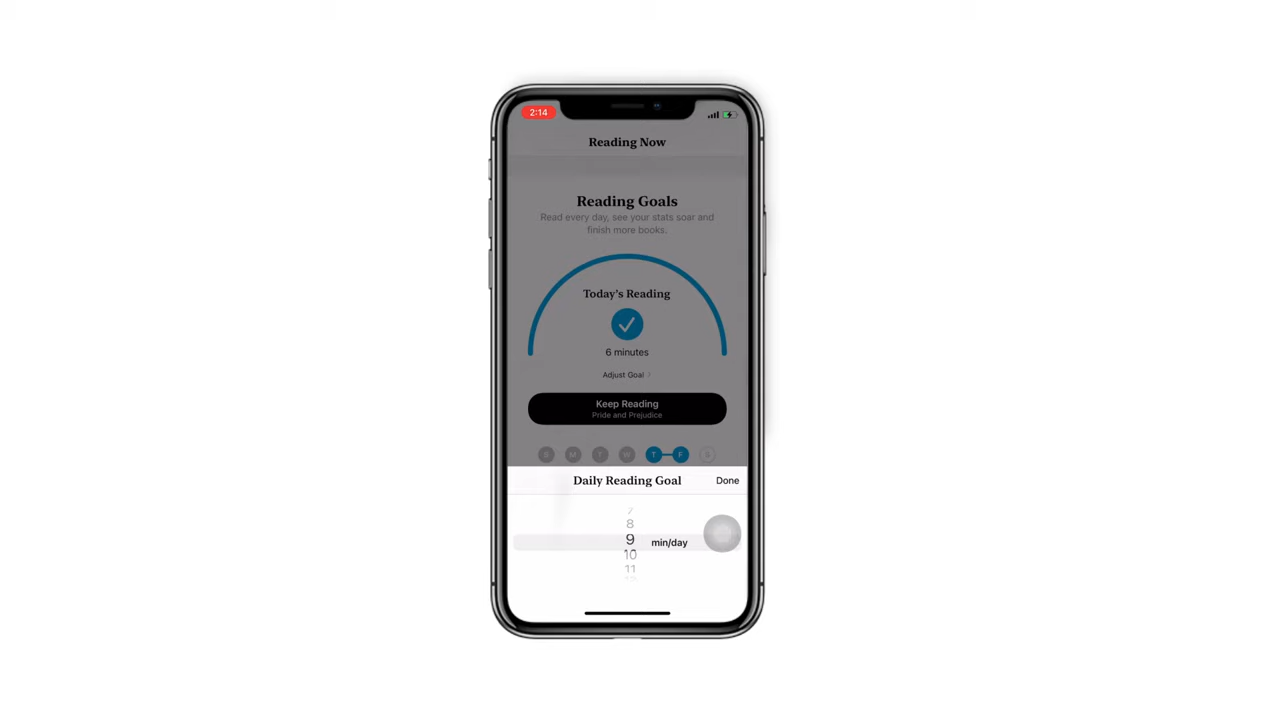 2:14
Reading Now
Reading Goals
Read every day, see your stats soar and
finish more books.
Today's Reading
6 minutes
Adjust Goal
Keep Reading
Pride and Prejudice
S M T W T F S
Daily Reading Goal
Done
7
8
9 min/day
10
11
12